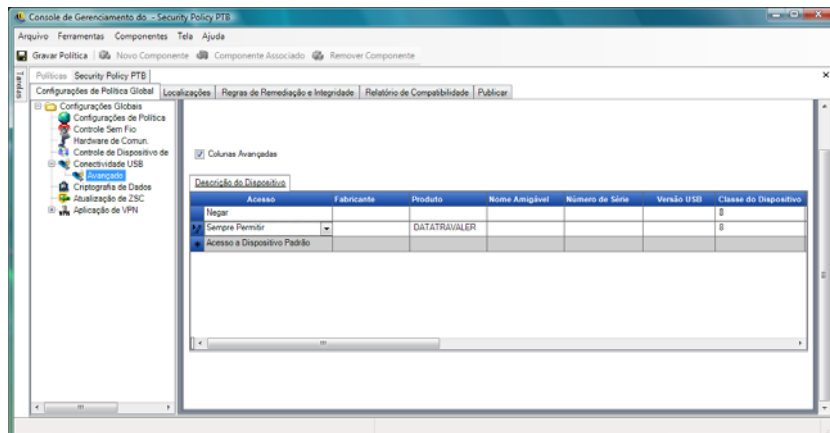 Console de Gerenciamento do - Security Policy PTB
Arquivo Ferramentas Componentes Tela Ajuda
Gravar Política Novo Componente Componente Associado Remover Componente
Tarefas
Políticas Security Policy PTB
Configurações de Política Global Localizações Regras de Remediação e Integridade Relatório de Compatibilidade Publicar
Configurações Globais
Configurações de Política
Controle Sem Fio
Hardware de Comun.
Controle de Dispositivo de
Conectividade USB
Avançado
Criptografia de Dados
Atualização de ZSC
Aplicação de VPN
Colunas Avançadas
Descrição do Dispositivo
Acesso Fabricante Produto Nome Amigável Número de Série Versão USB Classe do Dispositivo
Negar 8
Sempre Permitir DATATRAVALER 8
Acesso a Dispositivo Padrão